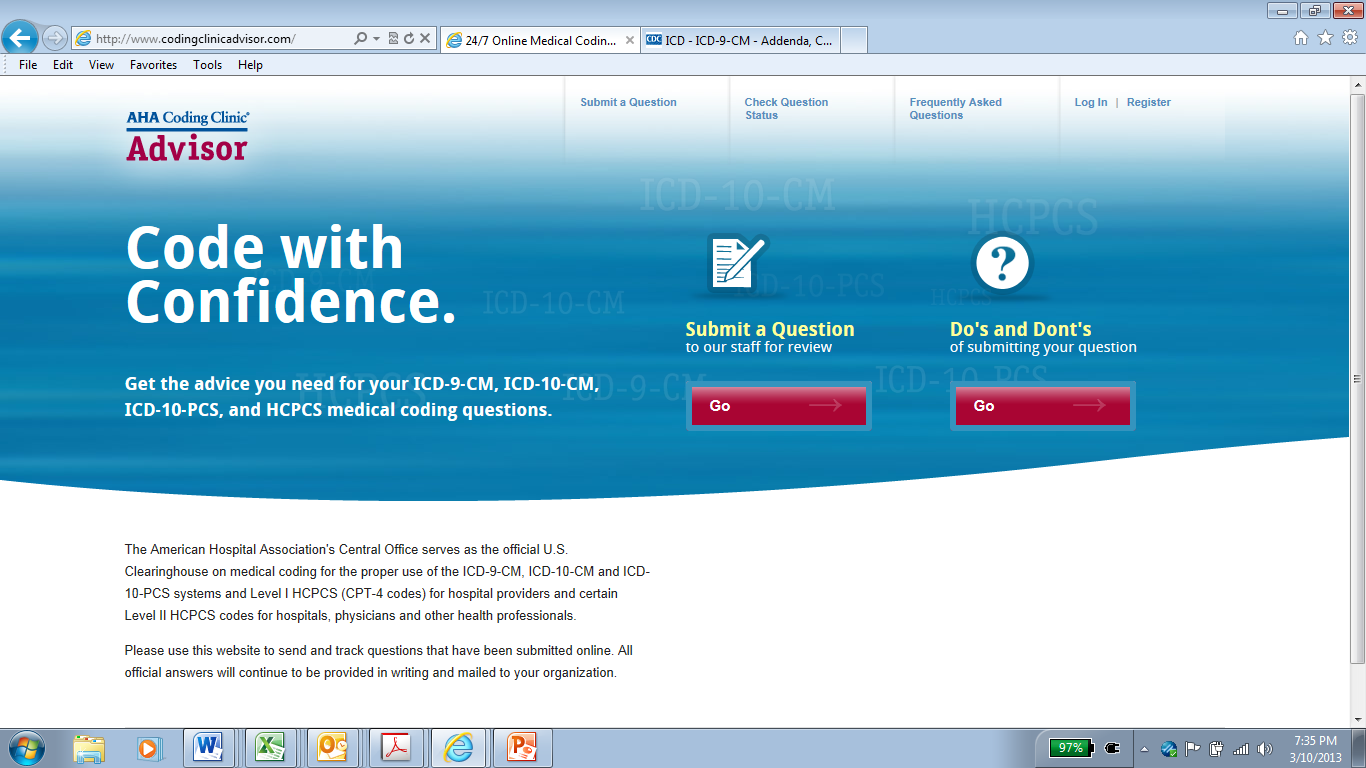 http://www.codingclinicadvisor.com/
24/7 Online Medical Codin...
CDC ICD - ICD-9-CM - Addenda, C...
File Edit View Favorites Tools Help
Submit a Question
Check Question
Status
Frequently Asked
Questions
Log In | Register
AHA Coding Clinic®
Advisor
ICD-10-CM
HCPCS
Code with
Confidence.
ICD-10-CM
ICD-10-PCS
HCPCS
Submit a Question
to our staff for review
Do's and Dont's
of submitting your question
Get the advice you need for your ICD-9-CM, ICD-10-CM,
ICD-10-PCS, and HCPCS medical coding questions.
HCPCS
ICD-9-CM
ICD-10-PCS
Go
Go
The American Hospital Association's Central Office serves as the official U.S.
Clearinghouse on medical coding for the proper use of the ICD-9-CM, ICD-10-CM and ICD-
10-PCS systems and Level I HCPCS (CPT-4 codes) for hospital providers and certain
Level II HCPCS codes for hospitals, physicians and other health professionals.
Please use this website to send and track questions that have been submitted online. All
official answers will continue to be provided in writing and mailed to your organization.
97%
7:35 PM
3/10/2013